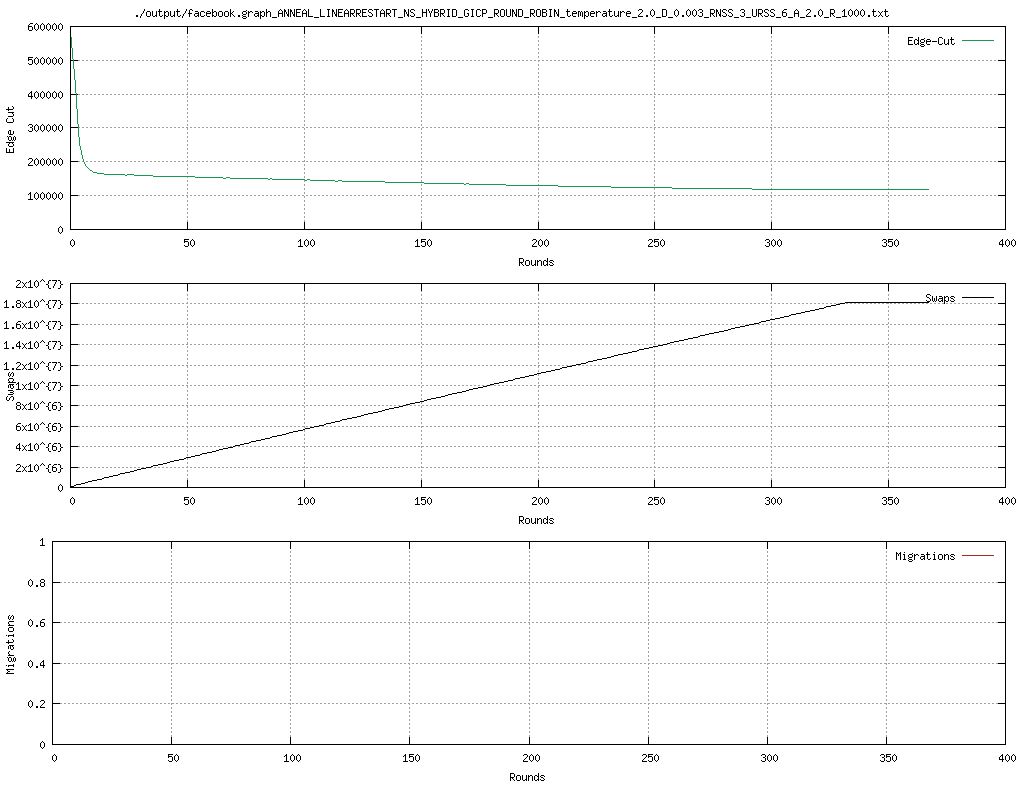 ./output/facebook.graph_ANNEAL_LINEARRESTART_NS_HYBRID_GICP_ROUND_ROBIN_temperature_2.0_D_0.003_RNSS_3_URSS_6_A_2.0_R_1000.txt
600000
500000
400000
300000
200000
100000
0
Edge Cut
Edge-Cut
0 50 100 150 200 250 300 350 400
Rounds
2x10^{7}
1.8x10^{7}
1.6x10^{7}
1.4x10^{7}
1.2x10^{7}
1x10^{7}
8x10^{6}
6x10^{6}
4x10^{6}
2x10^{6}
0
Swaps
Swaps
0 50 100 150 200 250 300 350 400
Rounds
1
0.8
0.6
0.4
0.2
0
Migrations
Migrations
0 50 100 150 200 250 300 350 400
Rounds